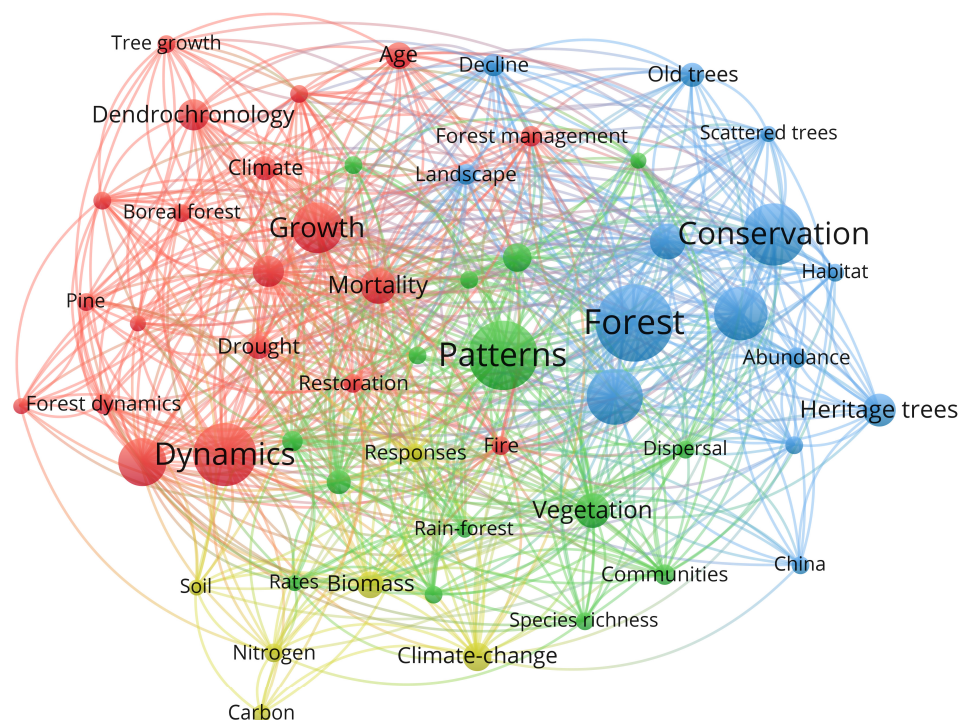 Tree growth
Age
Decline
Old trees
Dendrochronology
Forest management
Scattered trees
Climate
Landscape
Boreal forest
Growth
Conservation
Mortality
Habitat
Pine
Forest
Drought
Patterns
Abundance
Restoration
Forest dynamics
Heritage trees
Dynamics
Responses
Fire
Dispersal
Vegetation
Rain-forest
China
Soil
Rates
Biomass
Communities
Species richness
Nitrogen
Climate-change
Carbon